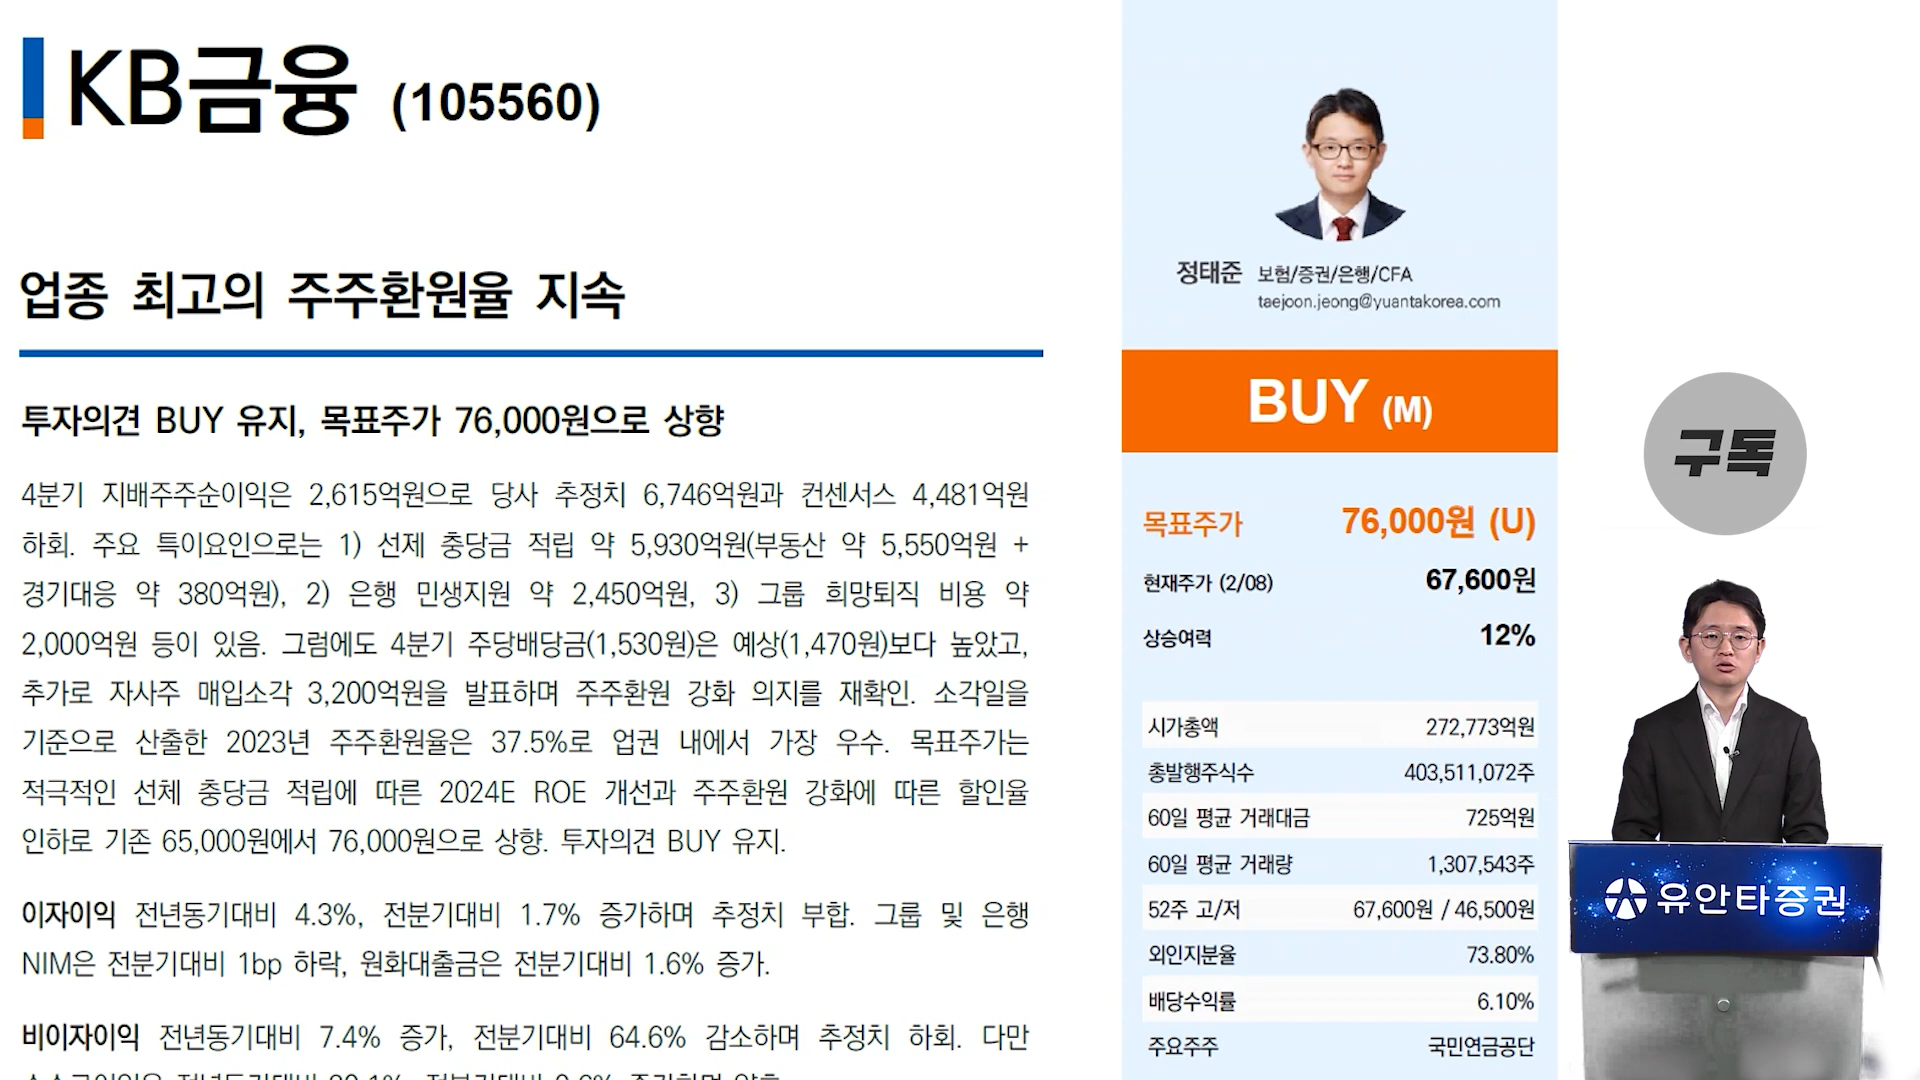 KB금융 (105560)
업종 최고의 주주환원율 지속
투자의견 BUY 유지, 목표주가 76,000원으로 상향
4분기 지배주주순이익은 2,615억원으로 당사 추정치 6,746억원과 컨센서스 4,481억원
하회. 주요 특이요인으로는 1) 선제 충당금 적립 약 5,930억원(부동산 약 5,550억원 +
경기대응 약 380억원), 2) 은행 민생지원 약 2,450억원, 3) 그룹 희망퇴직 비용 약
2,000억원 등이 있음. 그럼에도 4분기 주당배당금(1,530원)은 예상(1,470원)보다 높았고,
추가로 자사주 매입소각 3,200억원을 발표하며 주주환원 강화 의지를 재확인. 소각일을
기준으로 산출한 2023년 주주환원율은 37.5%로 업권 내에서 가장 우수. 목표주가는
적극적인 선체 충당금 적립에 따른 2024E ROE 개선과 주주환원 강화에 따른 할인율
인하로 기존 65,000원에서 76,000원으로 상향. 투자의견 BUY 유지.
이자이익 전년동기대비 4.3%, 전분기대비 1.7% 증가하며 추정치 부합. 그룹 및 은행
NIM은 전분기대비 1bp 하락, 원화대출금은 전분기대비 1.6% 증가.
비이자이익 전년동기대비 7.4% 증가, 전분기대비 64.6% 감소하며 추정치 하회. 다만
정태준 보험/증권/은행/CFA
taejoon.jeong@yuantakorea.com
BUY (M)
목표주가 76,000원 (U)
현재주가 (2/08) 67,600원
상승여력 12%
시가총액 272,773억원
총발행주식수 403,511,072주
60일 평균 거래대금 725억원
60일 평균 거래량 1,307,543주
52주 고/저 67,600원 / 46,500원
외인지분율 73.80%
배당수익률 6.10%
주요주주 국민연금공단
구독
유안타증권